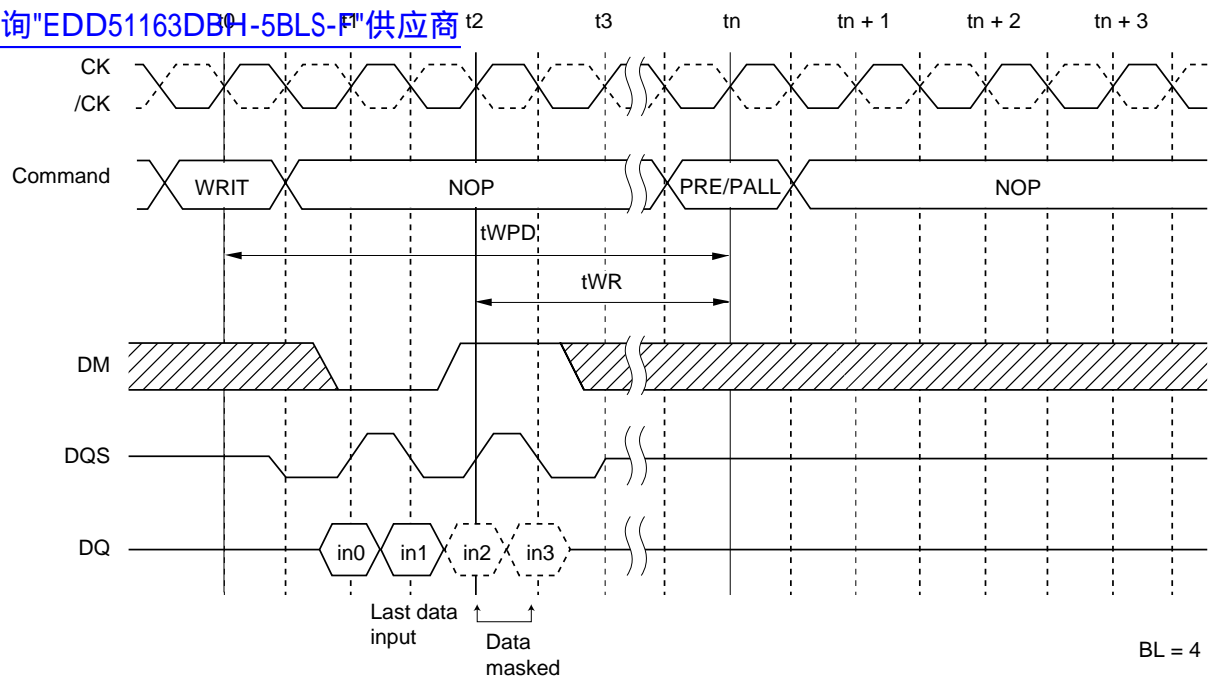 询"EDD51163DBH-5BLS-F"供应商
t0 t1 t2 t3 tn tn + 1 tn + 2 tn + 3
CK
/CK
Command WRIT NOP PRE/PALL NOP
tWPD
tWR
DM
DQS
DQ in0 in1 in2 in3
Last data
input
Data
masked
BL = 4